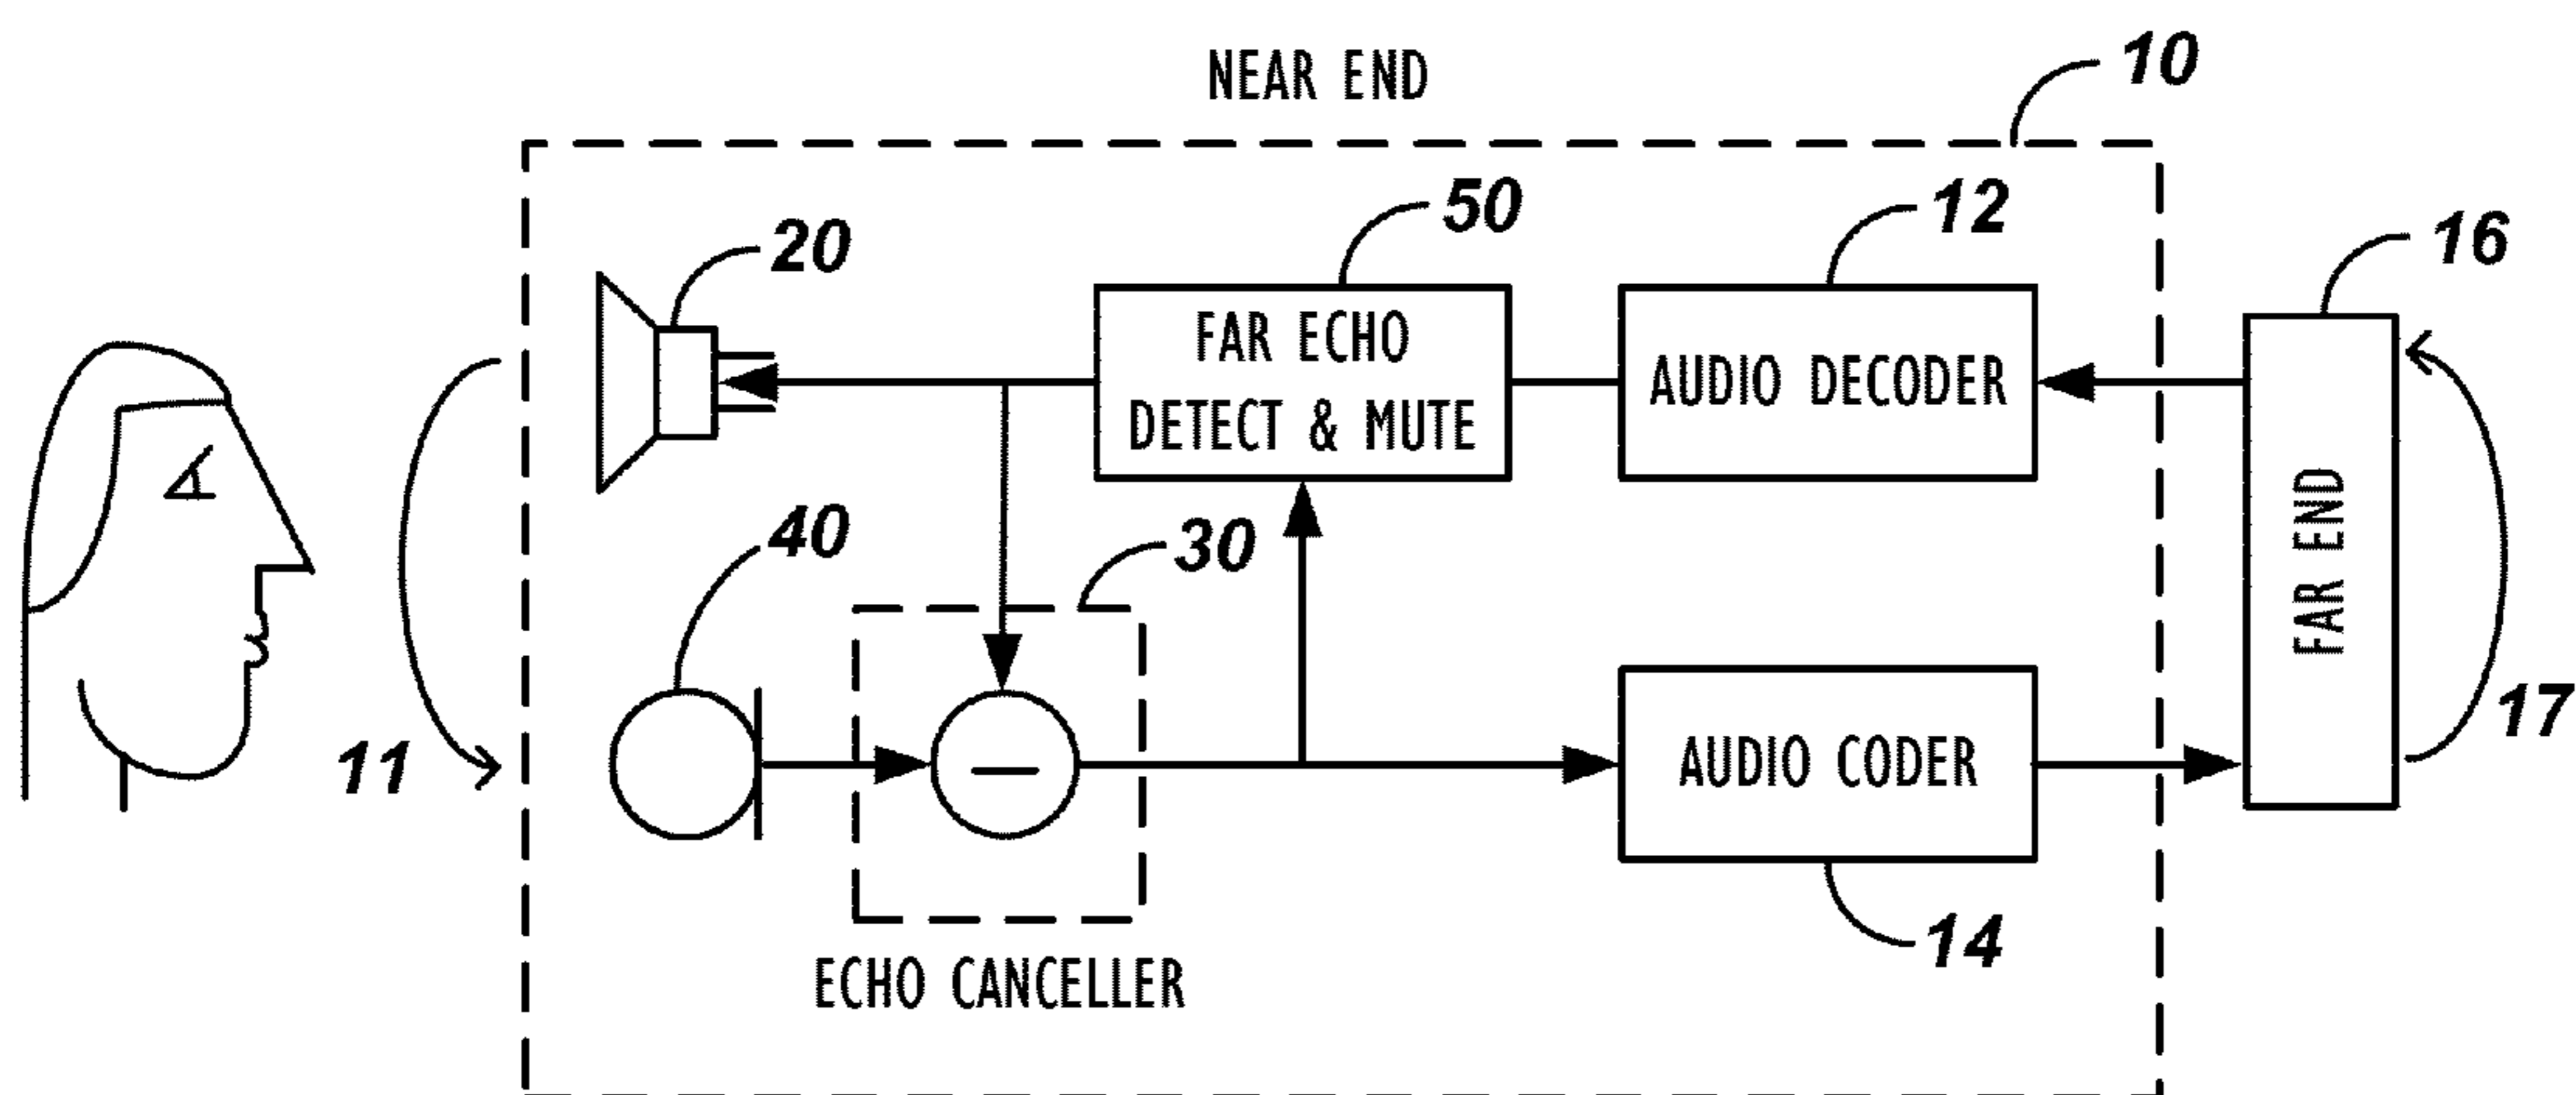 NEAR END
10
50
12
20
16
FAR ECHO
DETECT & MUTE
AUDIO DECODER
FAR END
40
30
11
17
AUDIO CODER
14
ECHO CANCELLER